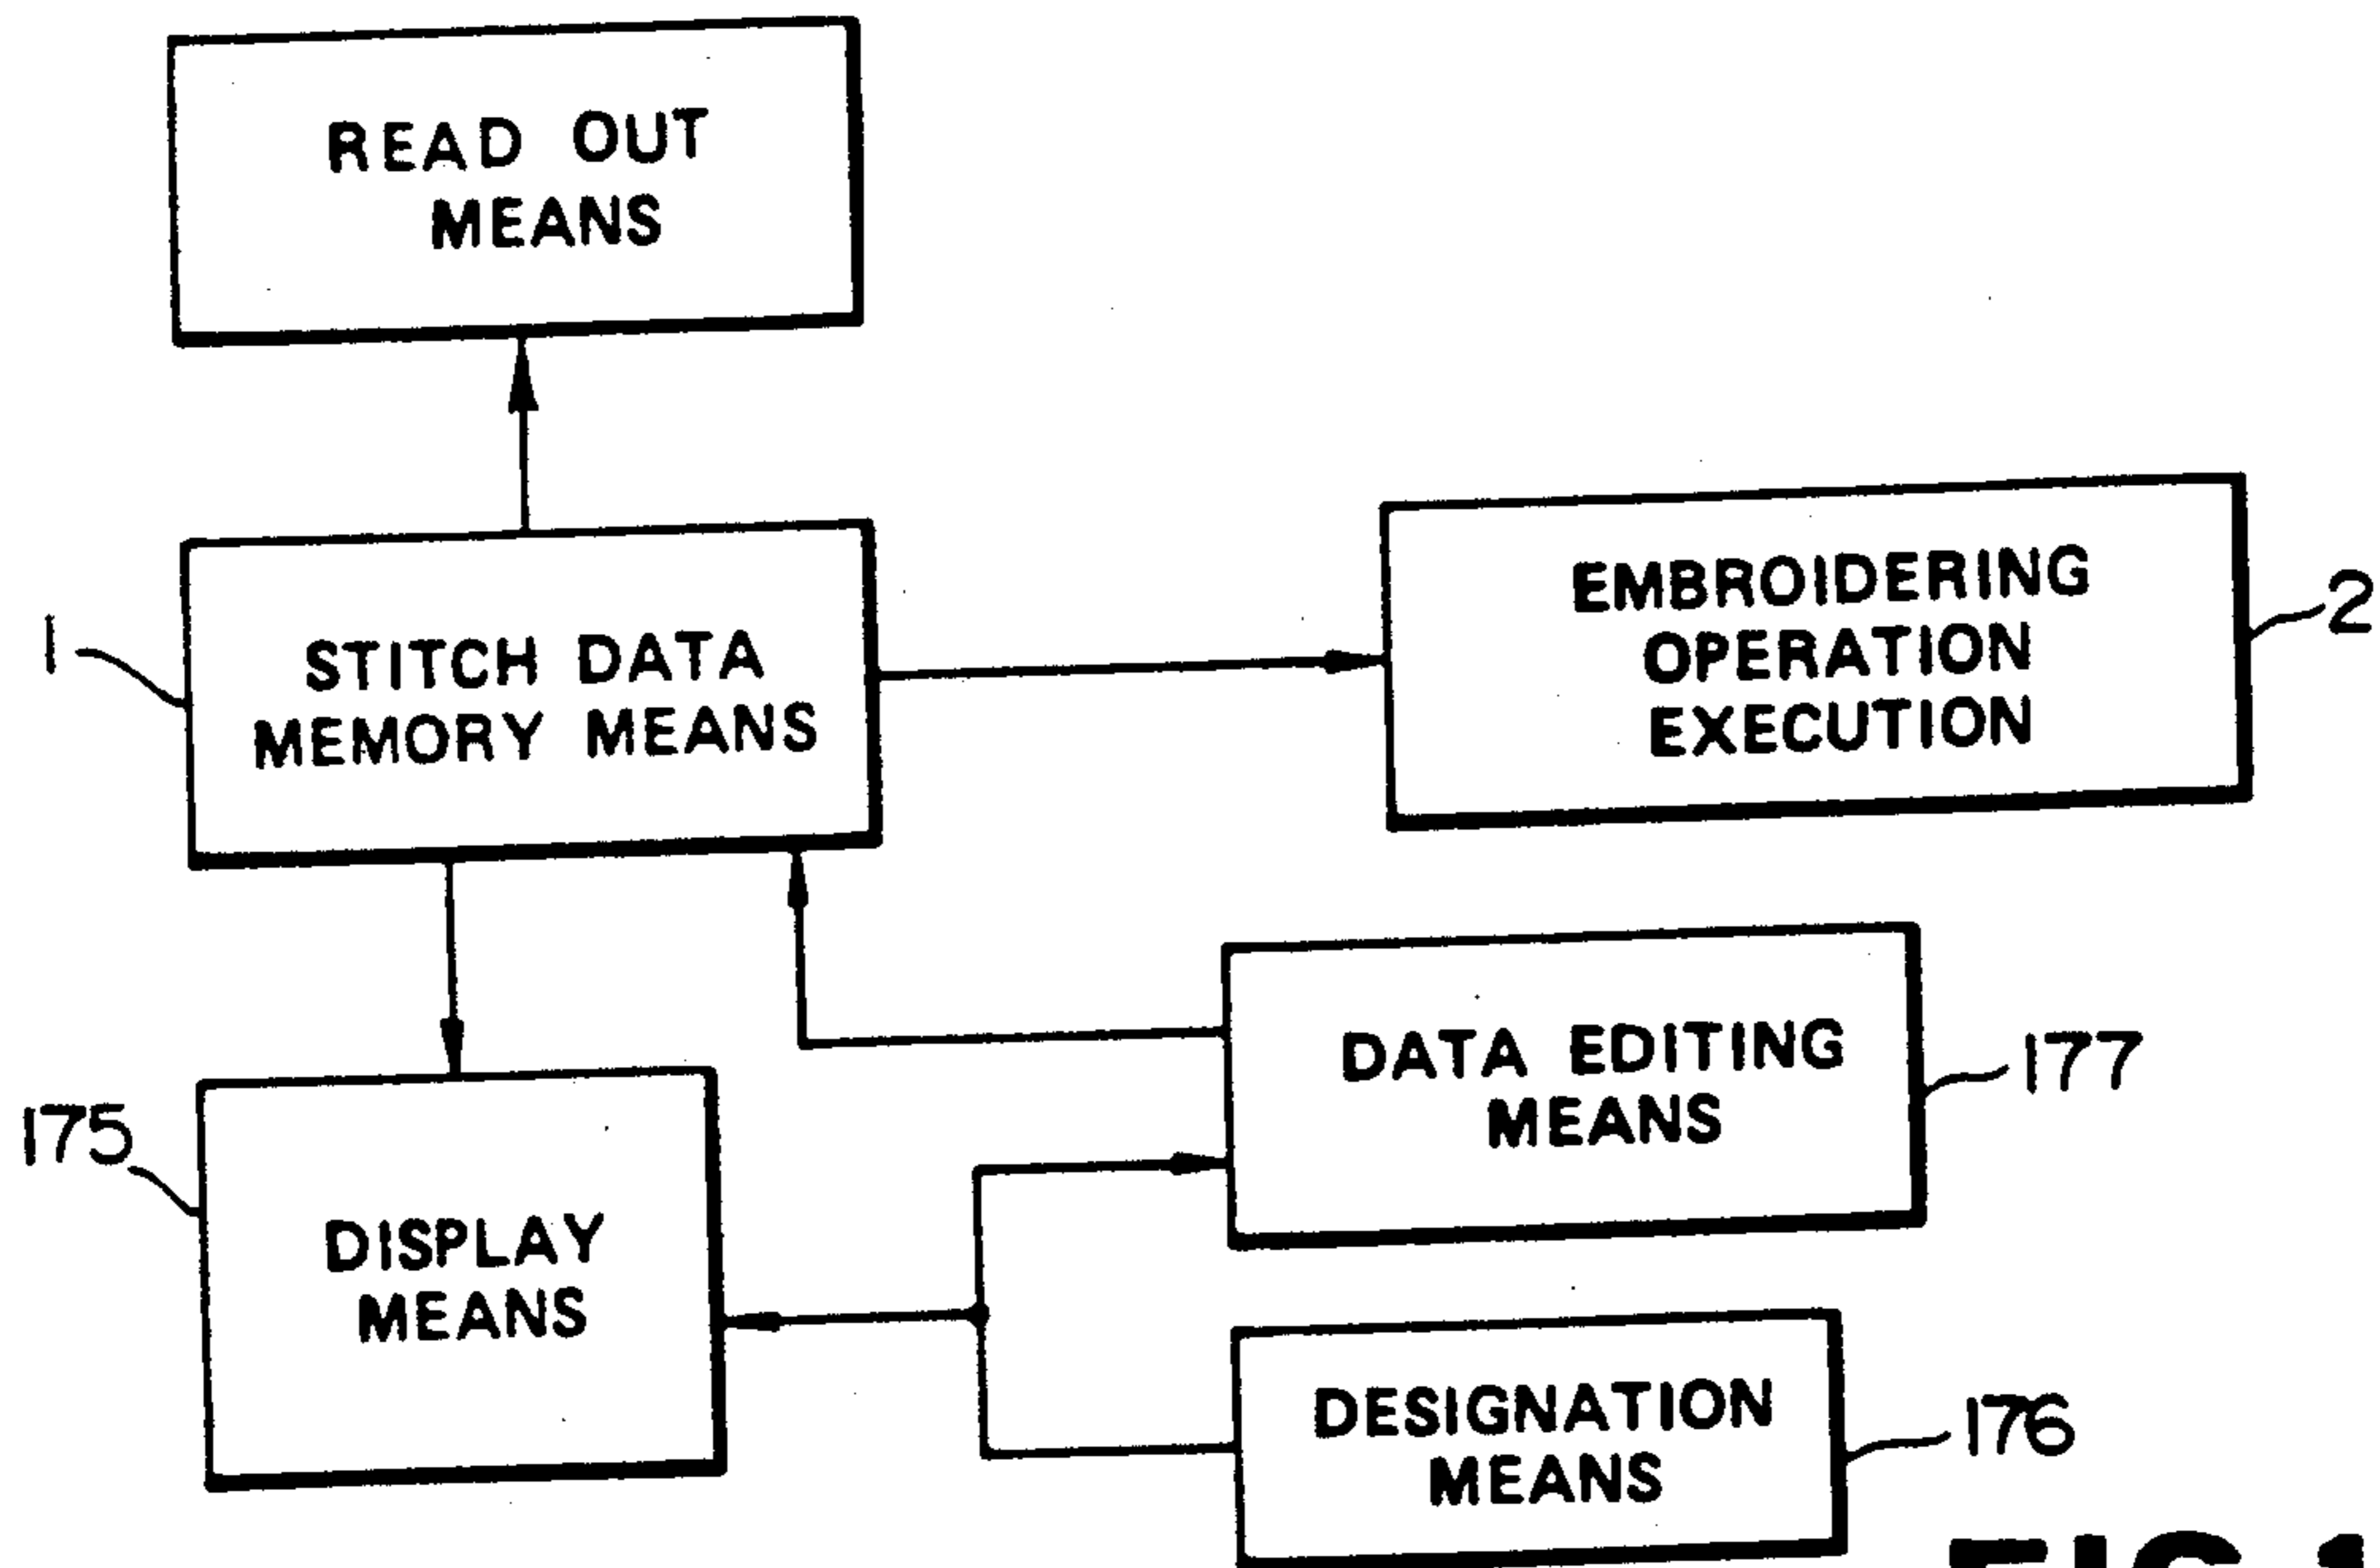 READ OUT
MEANS
1
STITCH DATA
MEMORY MEANS
EMBROIDERING
OPERATION
EXECUTION
2
DATA EDITING
MEANS
177
175
DISPLAY
MEANS
DESIGNATION
MEANS
176